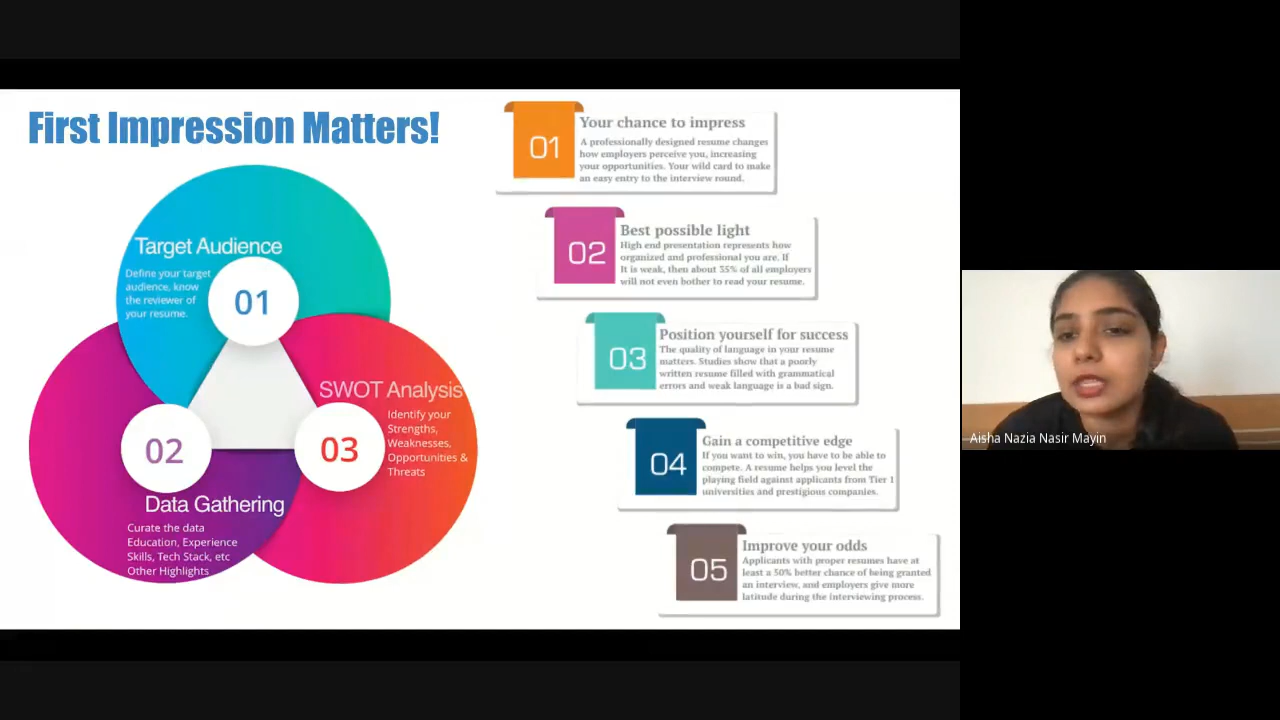 First Impression Matters!
Target Audience
Define your target
audience, know
the reviewer of
your resume.
01
02
Data Gathering
Curate the data
Education, Experience
Skills, Tech Stack, etc
Other Highlights
SWOT Analysis
03
Identify your
Strengths,
Weaknesses,
Opportunities &
Threats
01
Your chance to impress
A professionally designed resume changes
how employers perceive you, increasing
your opportunities. Your wild card to make
an easy entry to the interview round.
02
Best possible light
High end presentation represents how
organized and professional you are. If
It is weak, then about 35% of all employers
will not even bother to read your resume.
03
Position yourself for success
The quality of language in your resume
matters. Studies show that a poorly
written resume filled with grammatical
errors and weak language is a bad sign.
04
Gain a competitive edge
If you want to win, you have to be able to
compete. A resume helps you level the
playing field against applicants from Tier 1
universities and prestigious companies.
05
Improve your odds
Applicants with proper resumes have at
least a 50% better chance of being granted
an interview, and employers give more
latitude during the interviewing process.
Aisha Nazia Nasir Mayin